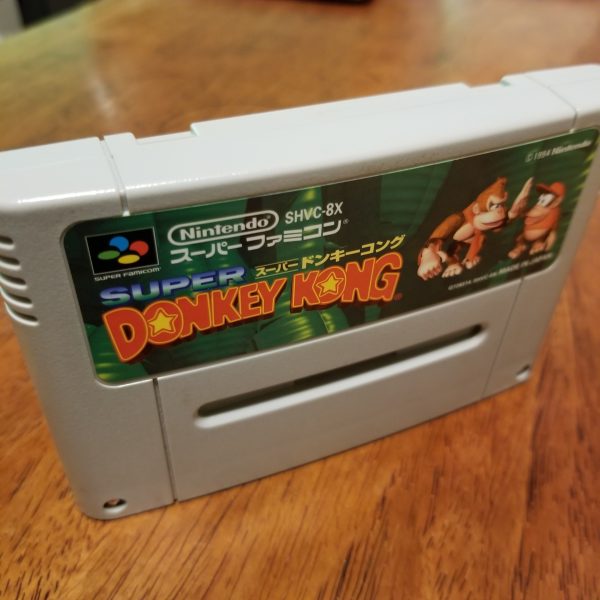 ©1994 Nintendo
Nintendo SHVC-8X
スーパーファミコン
SUPER FAMICOM
SUPER スーパードンキーコング
DONKEY KONG
MADE IN JAPAN